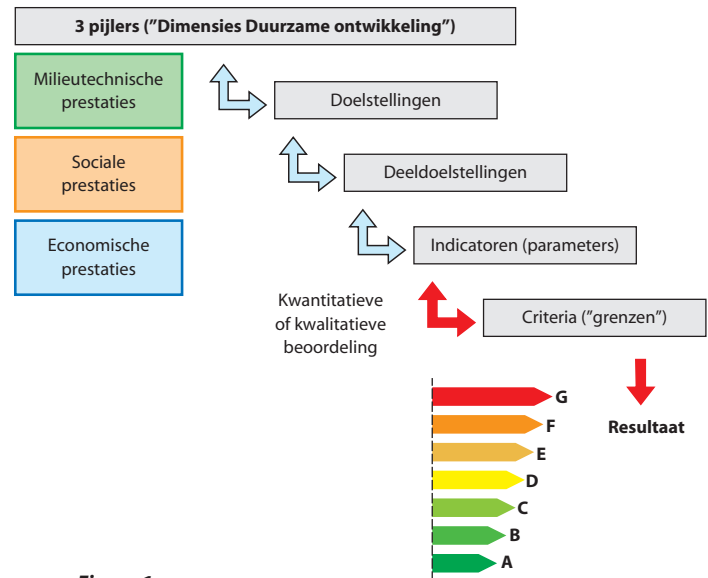 3 pijlers ("Dimensies Duurzame ontwikkeling")
Milieutechnische
prestaties
Doelstellingen
Sociale
prestaties
Deeldoelstellingen
Economische
prestaties
Indicatoren (parameters)
Kwantitatieve
of kwalitatieve
beoordeling
Criteria ("grenzen")
G
F
Resultaat
E
D
C
B
A